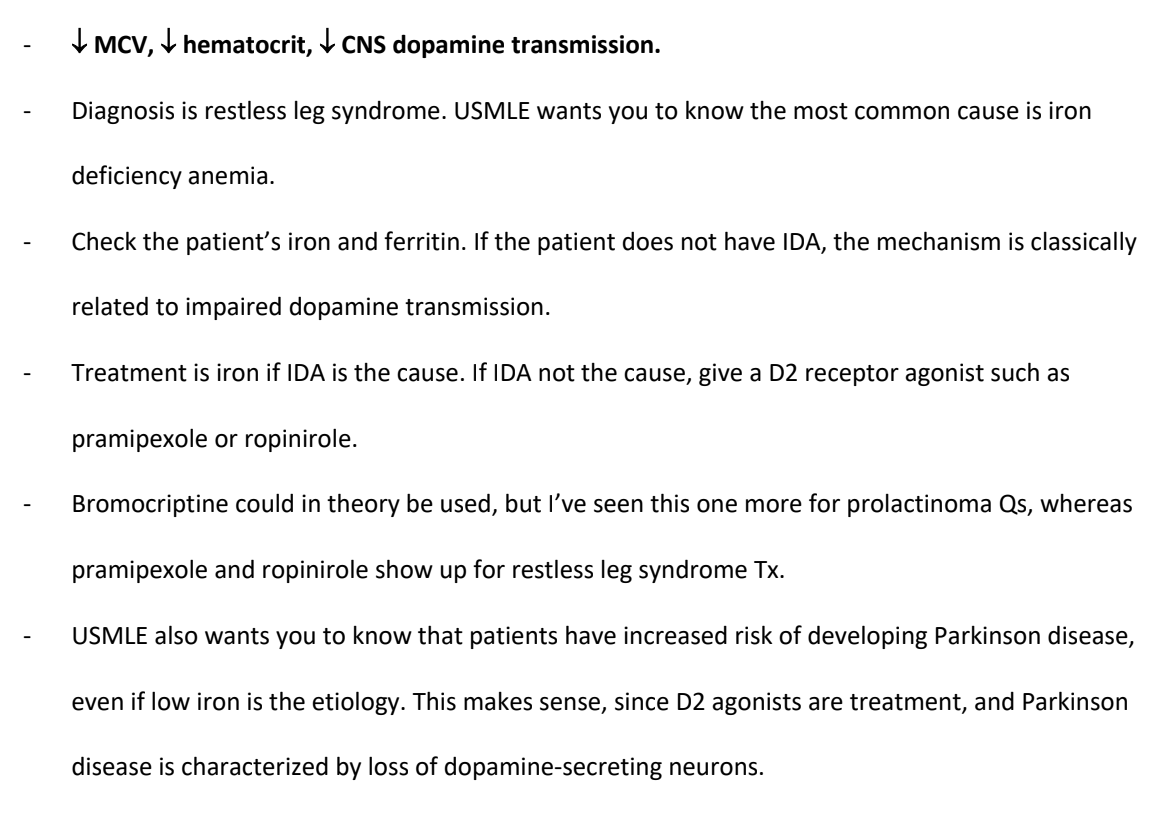 - ↓ MCV, ↓ hematocrit, ↓ CNS dopamine transmission.
- Diagnosis is restless leg syndrome. USMLE wants you to know the most common cause is iron
deficiency anemia.
- Check the patient’s iron and ferritin. If the patient does not have IDA, the mechanism is classically
related to impaired dopamine transmission.
- Treatment is iron if IDA is the cause. If IDA not the cause, give a D2 receptor agonist such as
pramipexole or ropinirole.
- Bromocriptine could in theory be used, but I’ve seen this one more for prolactinoma Qs, whereas
pramipexole and ropinirole show up for restless leg syndrome Tx.
- USMLE also wants you to know that patients have increased risk of developing Parkinson disease,
even if low iron is the etiology. This makes sense, since D2 agonists are treatment, and Parkinson
disease is characterized by loss of dopamine-secreting neurons.